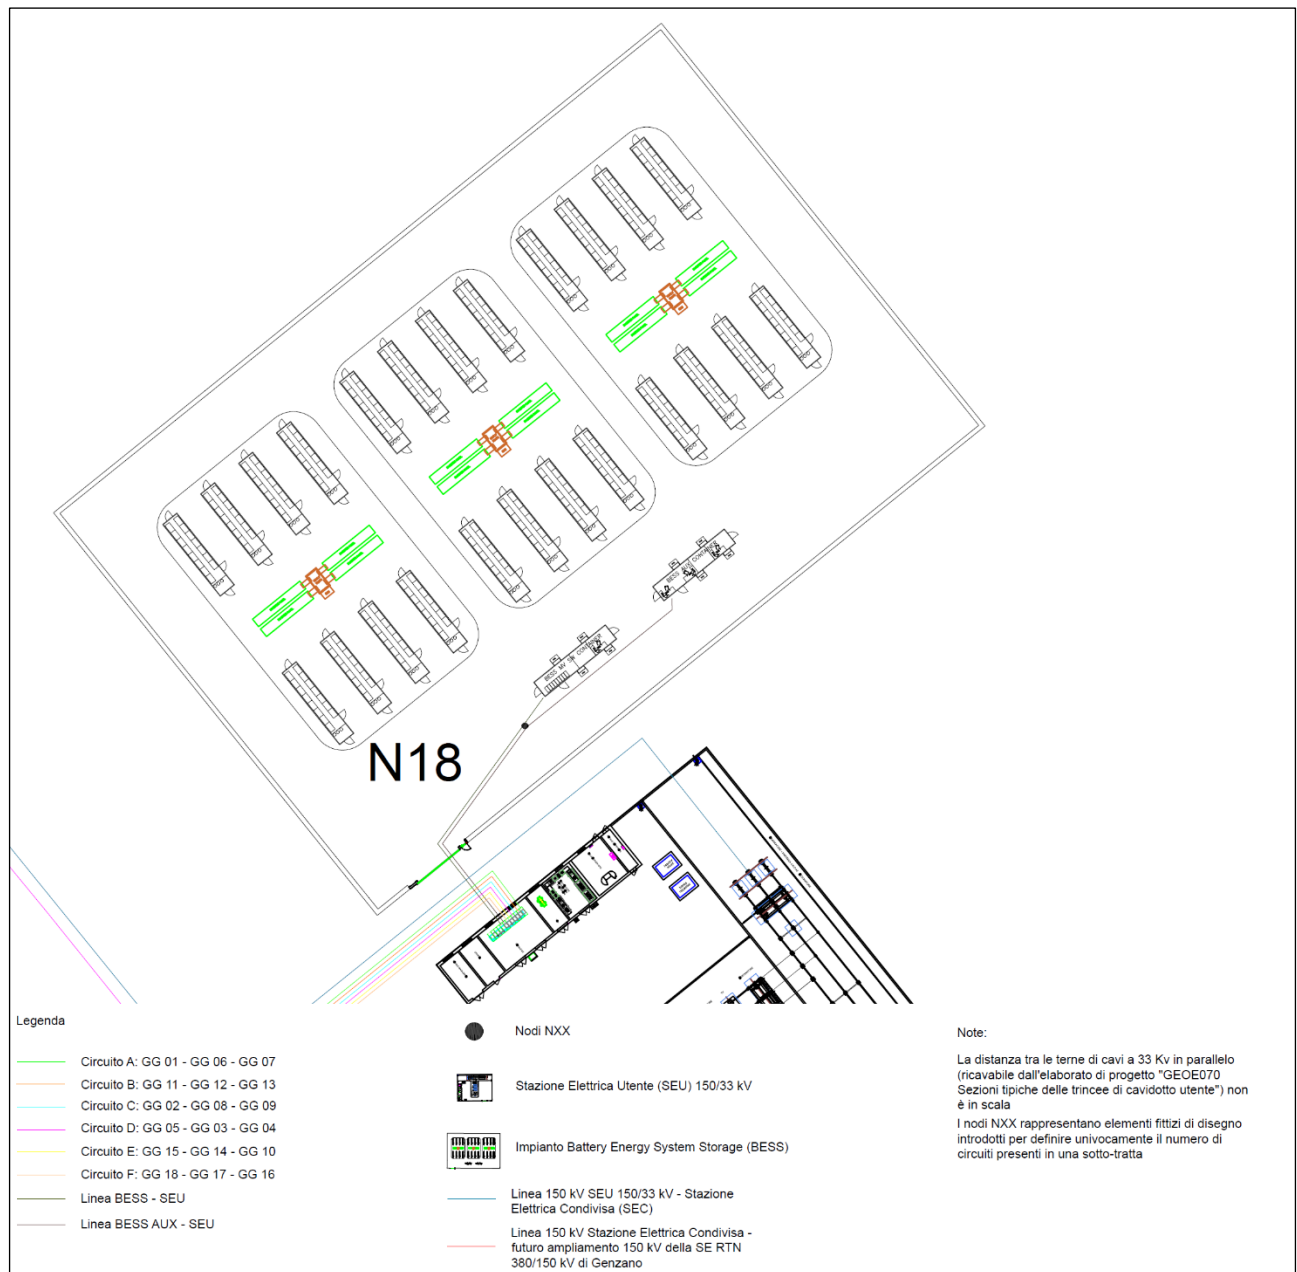 BESS AUX CONTAINER
BESS MV SW CONTAINER
N18
Legenda
Circuito A: GG 01 - GG 06 - GG 07
Circuito B: GG 11 - GG 12 - GG 13
Circuito C: GG 02 - GG 08 - GG 09
Circuito D: GG 05 - GG 03 - GG 04
Circuito E: GG 15 - GG 14 - GG 10
Circuito F: GG 18 - GG 17 - GG 16
Linea BESS - SEU
Linea BESS AUX - SEU
Nodi NXX
Stazione Elettrica Utente (SEU) 150/33 kV
Impianto Battery Energy System Storage (BESS)
Linea 150 kV SEU 150/33 kV - Stazione
Elettrica Condivisa (SEC)
Linea 150 kV Stazione Elettrica Condivisa -
futuro ampliamento 150 kV della SE RTN
380/150 kV di Genzano
Note:
La distanza tra le terne di cavi a 33 Kv in parallelo
(ricavabile dall'elaborato di progetto "GEOE070
Sezioni tipiche delle trincee di cavidotto utente") non
è in scala
I nodi NXX rappresentano elementi fittizi di disegno
introdotti per definire univocamente il numero di
circuiti presenti in una sotto-tratta